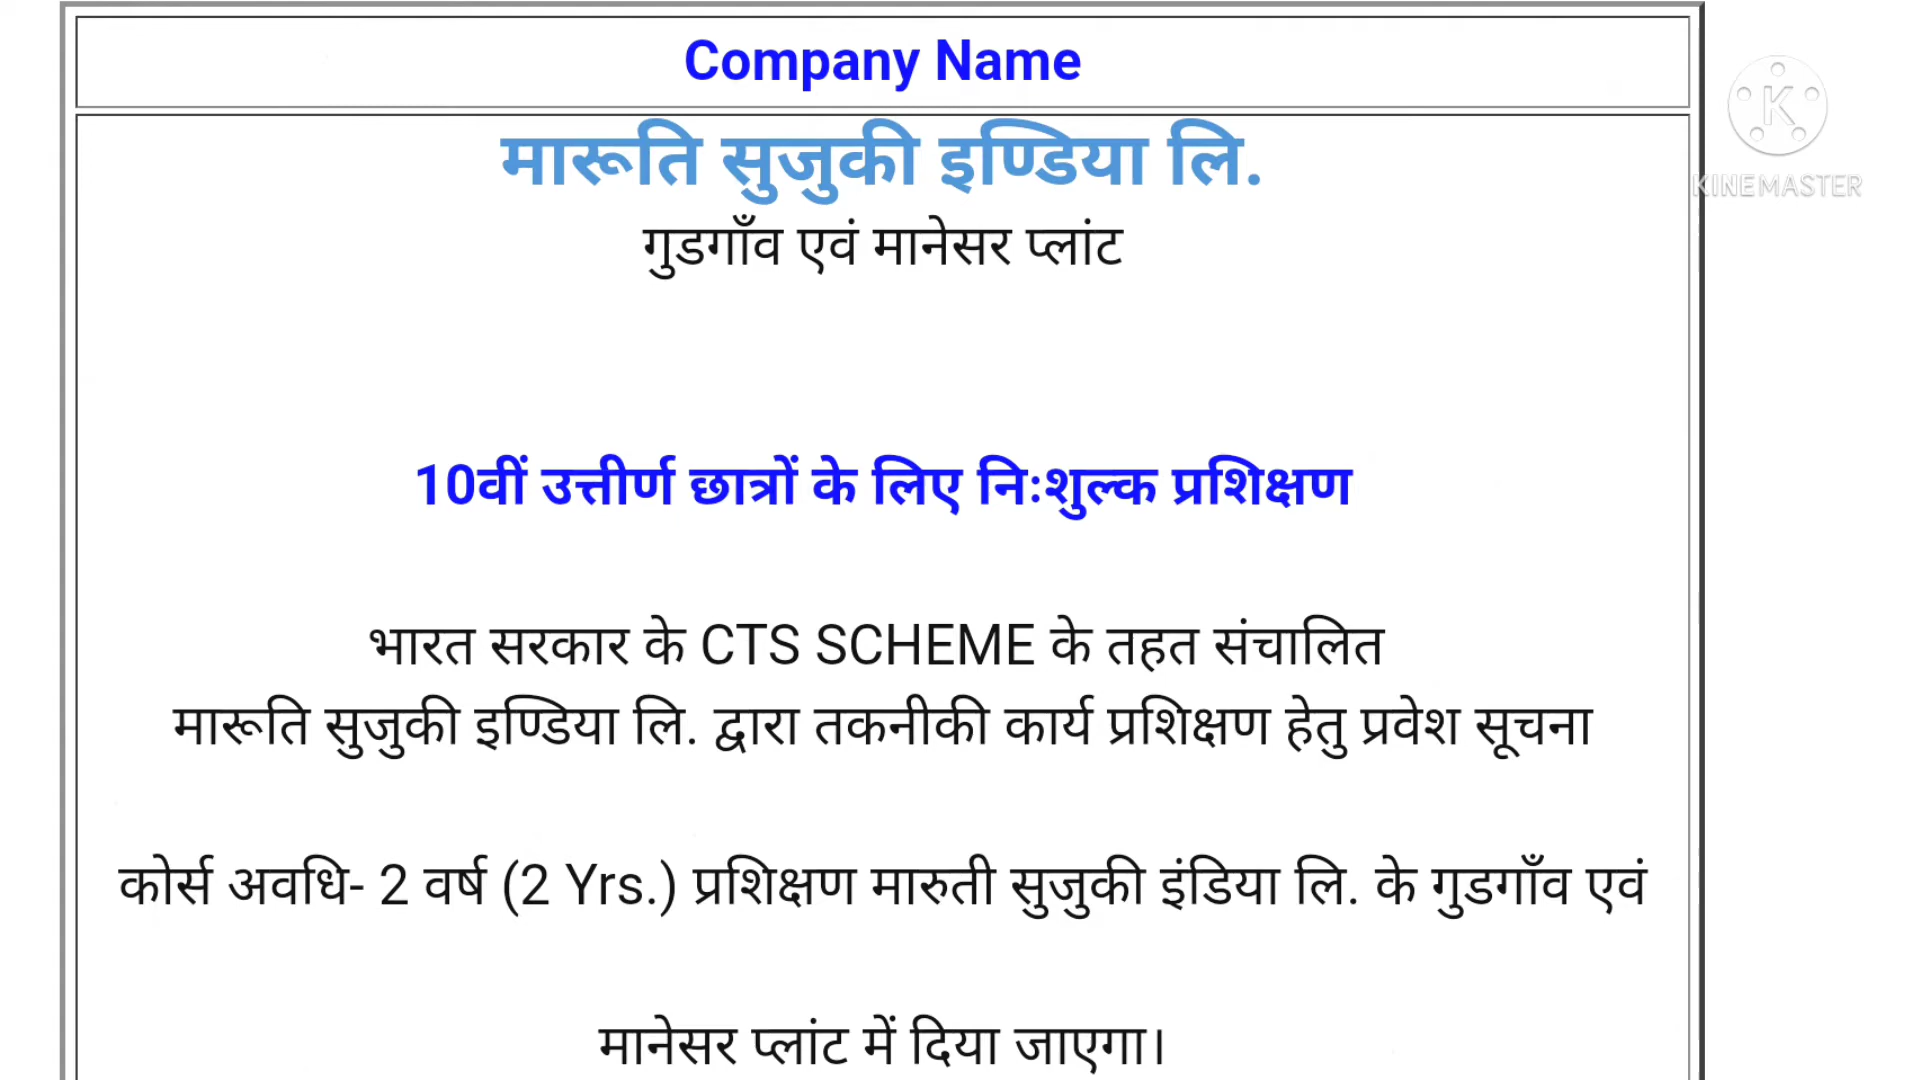 Company Name
मारूति सुजुकी इण्डिया लि.
गुडगाँव एवं मानेसर प्लांट
10वीं उत्तीर्ण छात्रों के लिए निःशुल्क प्रशिक्षण
भारत सरकार के CTS SCHEME के तहत संचालित
मारूति सुजुकी इण्डिया लि. द्वारा तकनीकी कार्य प्रशिक्षण हेतु प्रवेश सूचना
कोर्स अवधि- 2 वर्ष (2 Yrs.) प्रशिक्षण मारुती सुजुकी इंडिया लि. के गुडगाँव एवं
मानेसर प्लांट में दिया जाएगा।
K
KINEMASTER